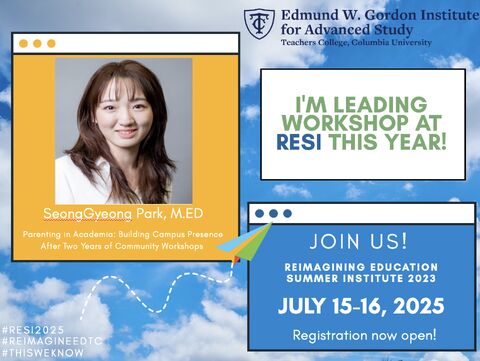 Edmund W. Gordon Institute
for Advanced Study
Teachers College, Columbia University
I'M LEADING
WORKSHOP AT
RESI THIS YEAR!
SeongGyeong Park, M.ED
Parenting in Academia: Building Campus Presence
After Two Years of Community Workshops
JOIN US!
REIMAGINING EDUCATION
SUMMER INSTITUTE 2023
JULY 15-16, 2025
Registration now open!
#RESI2025
#REIMAGINEEDTC
#THISWEKNOW